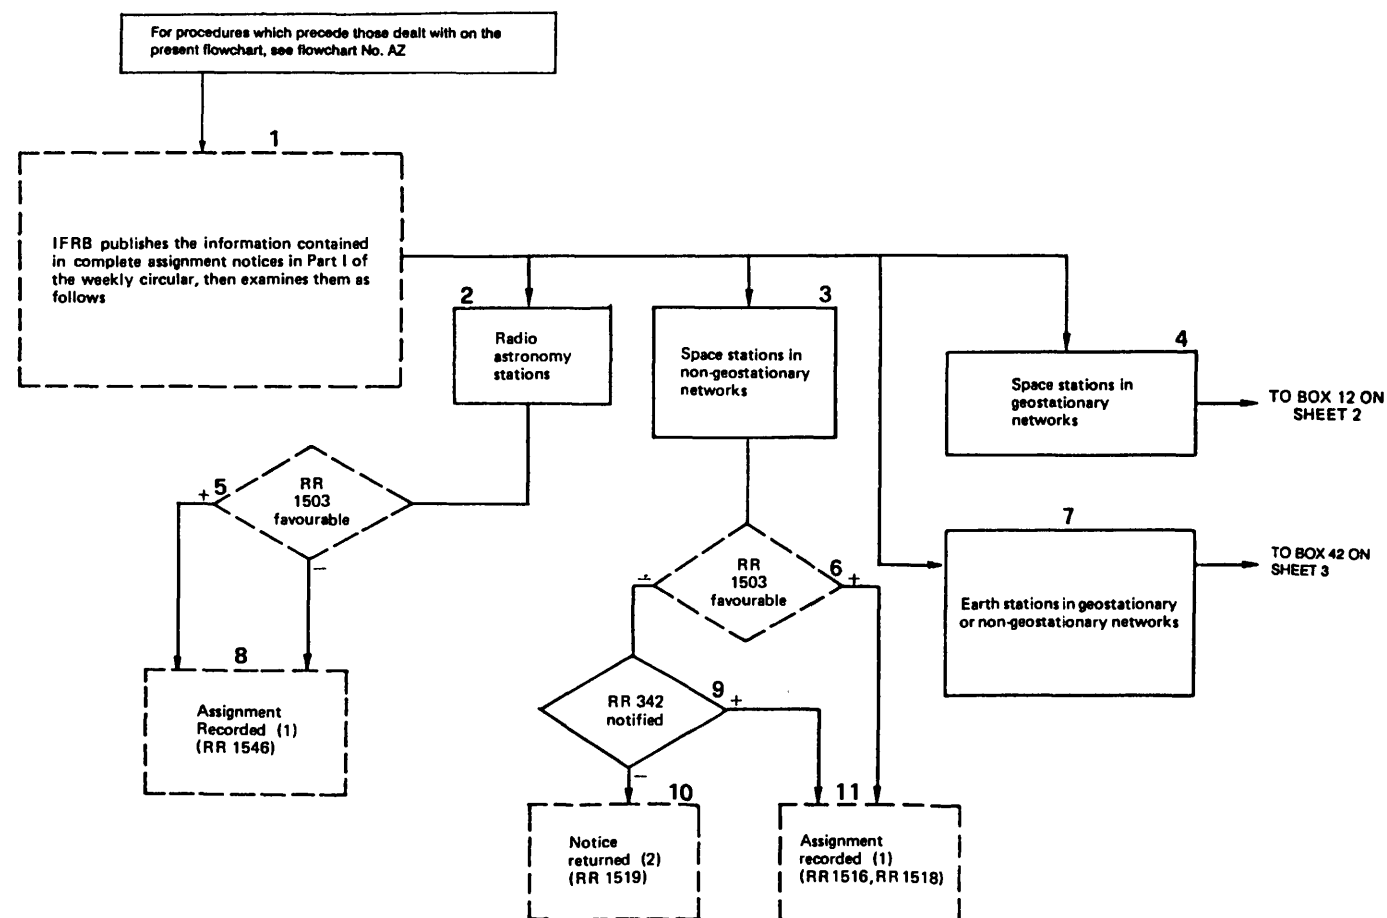 For procedures which precede those dealt with on the
present flowchart, see flowchart No. AZ
1
IFRB publishes the information contained
in complete assignment notices in Part I of
the weekly circular, then examines them as
follows
2
Radio
astronomy
stations
3
Space stations in
non-geostationary
networks
4
Space stations in
geostationary
networks
TO BOX 12 ON
SHEET 2
5
+
RR
1503
favourable
–
6
+
RR
1503
favourable
–
7
Earth stations in geostationary
or non-geostationary networks
TO BOX 42 ON
SHEET 3
8
Assignment
Recorded (1)
(RR 1546)
9
+
RR 342
notified
–
10
Notice
returned (2)
(RR 1519)
11
Assignment
recorded (1)
(RR 1516, RR 1518)